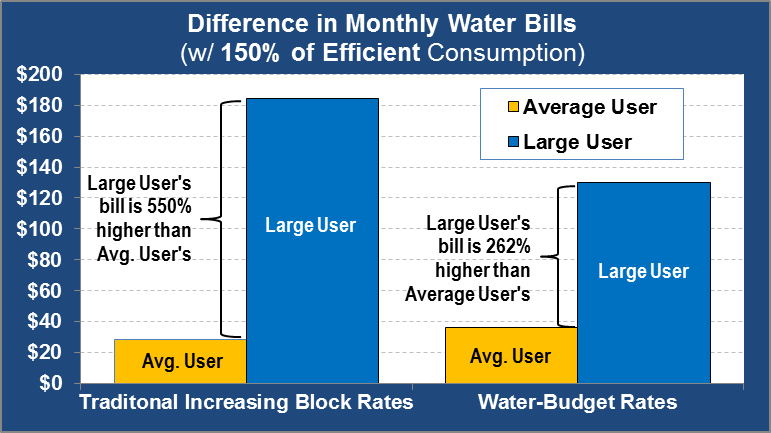 Difference in Monthly Water Bills
(w/ 150% of Efficient Consumption)
$200
$180
$160
$140
$120
$100
$80
$60
$40
$20
$0
Average User
Large User
Large User's
bill is 550%
higher than
Avg. User's
Large User
Avg. User
Large User's
bill is 262%
higher than
Average User's
Large User
Avg. User
Traditonal Increasing Block Rates
Water-Budget Rates